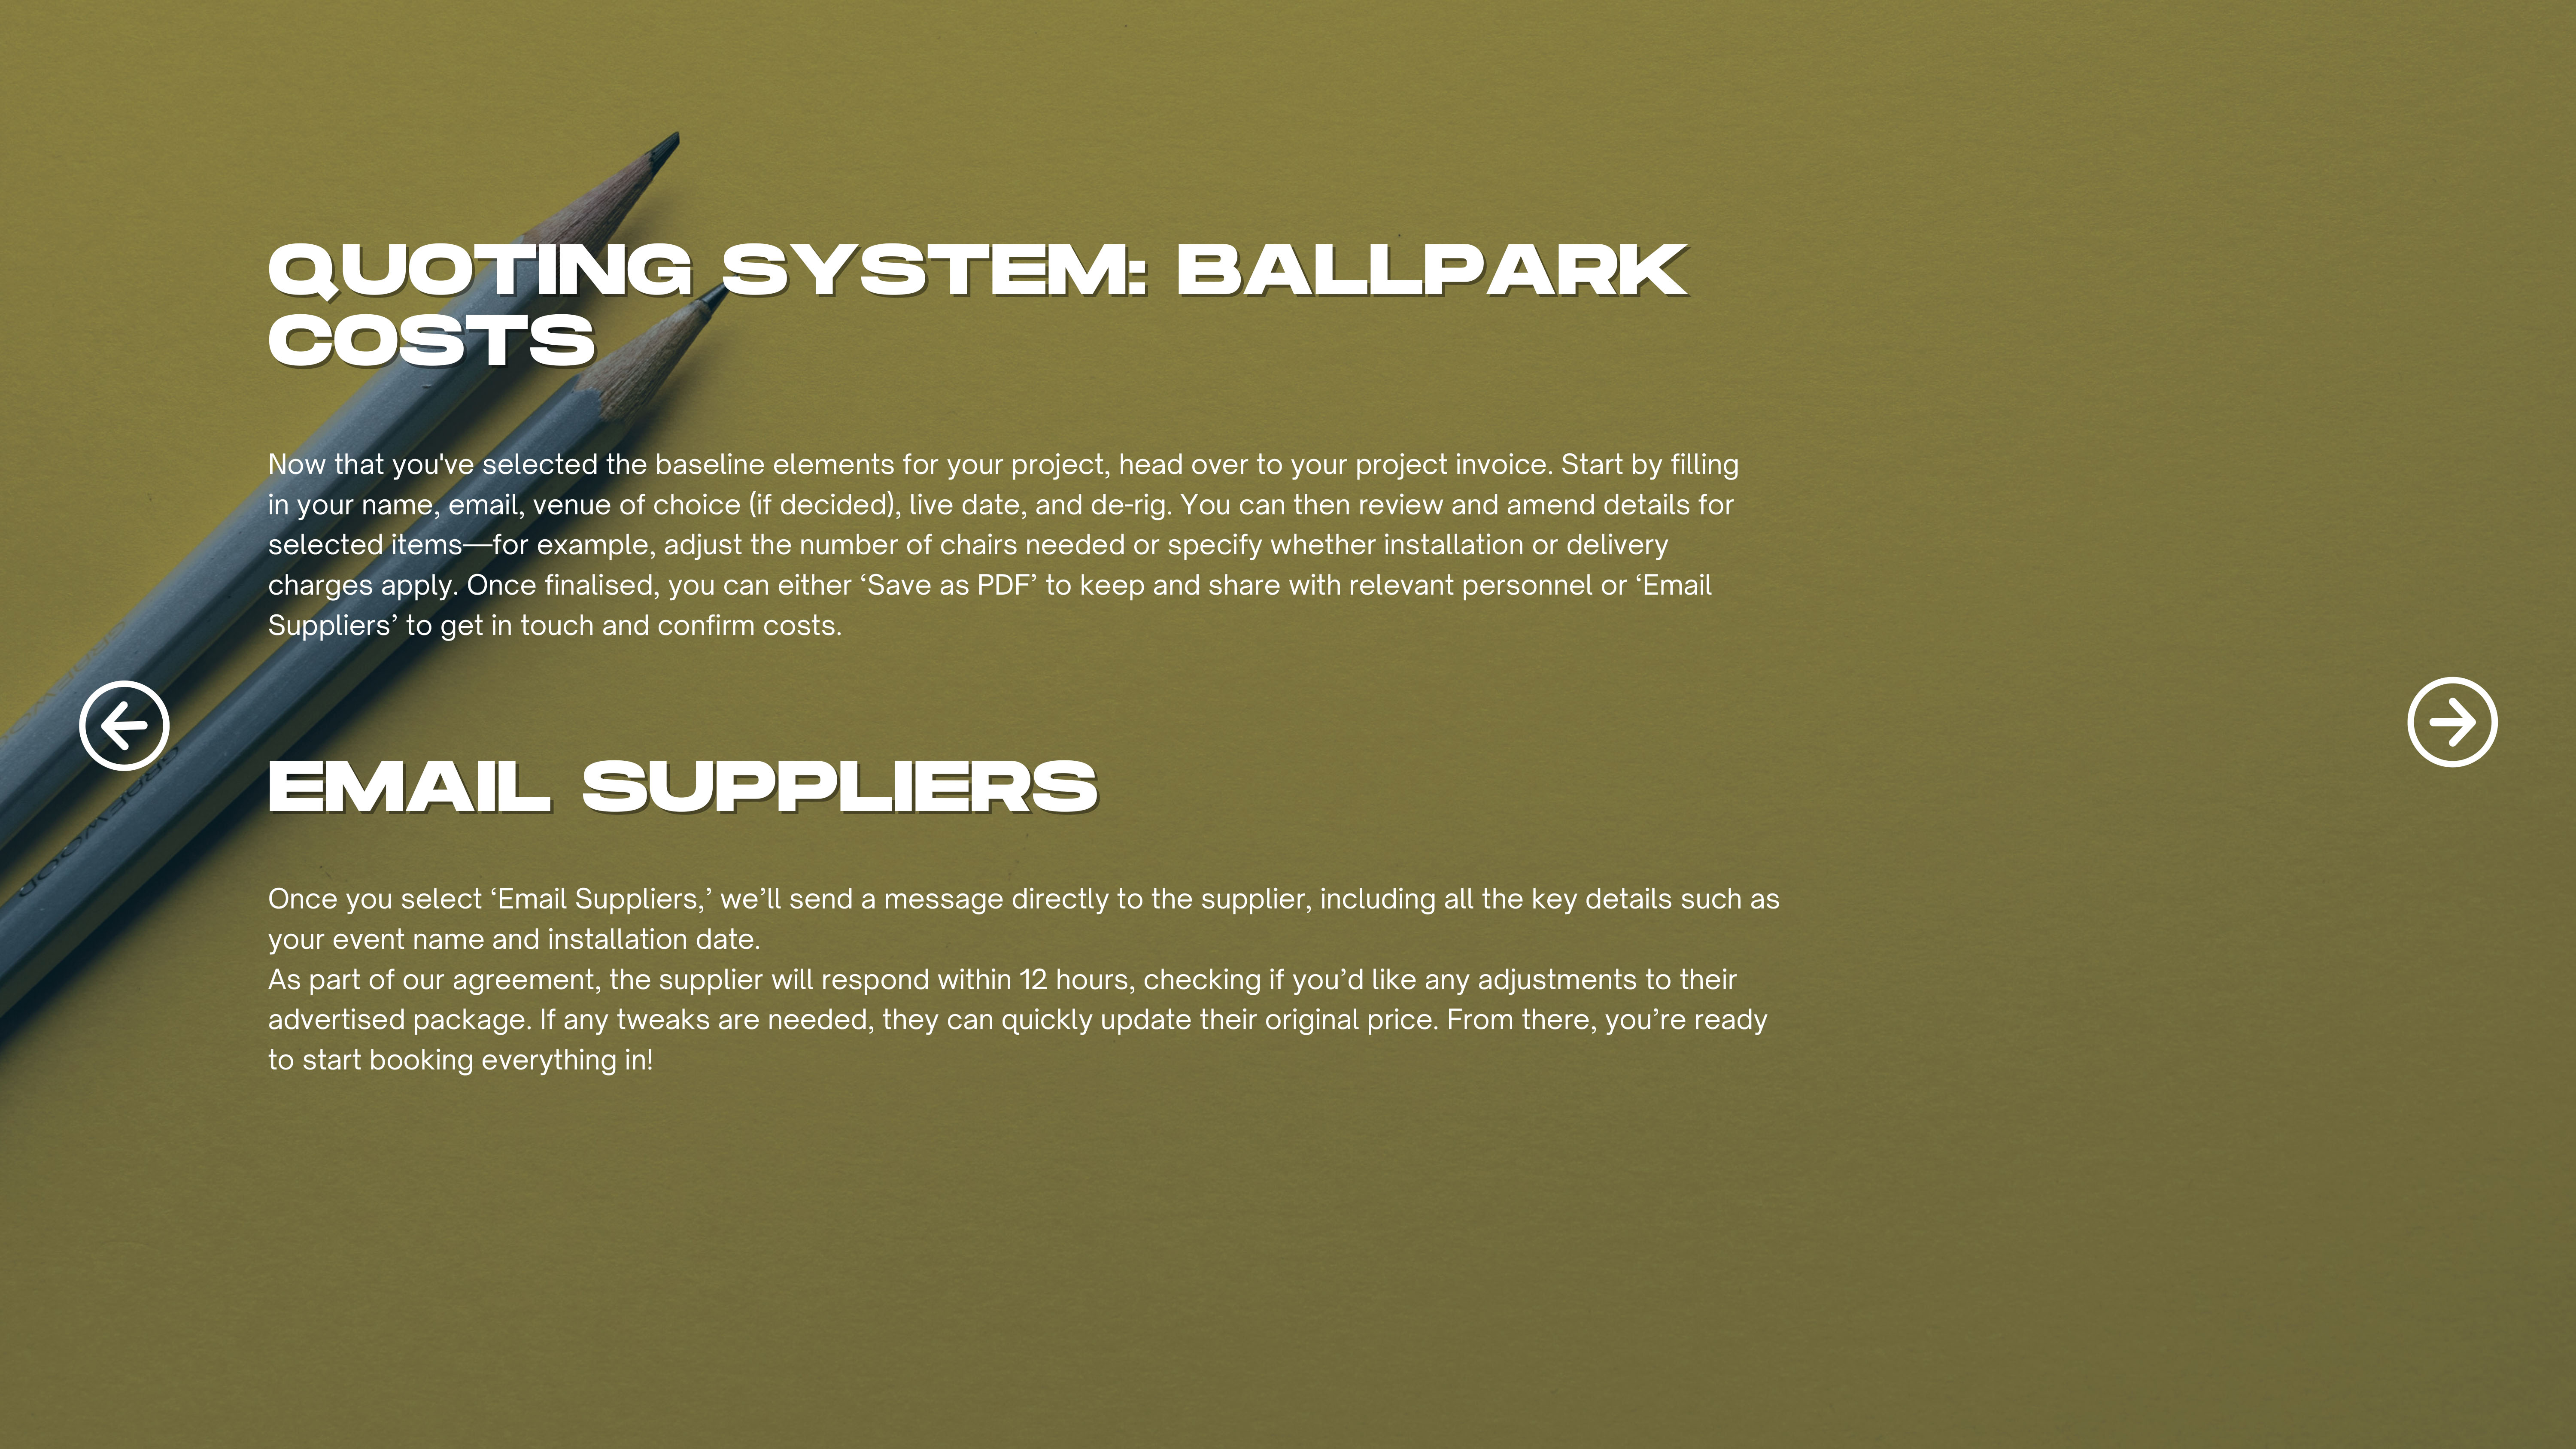 QUOTING SYSTEM: BALLPARK
COSTS
Now that you've selected the baseline elements for your project, head over to your project invoice. Start by filling
in your name, email, venue of choice (if decided), live date, and de-rig. You can then review and amend details for
selected items—for example, adjust the number of chairs needed or specify whether installation or delivery
charges apply. Once finalised, you can either ‘Save as PDF’ to keep and share with relevant personnel or ‘Email
Suppliers’ to get in touch and confirm costs.
EMAIL SUPPLIERS
Once you select ‘Email Suppliers,’ we’ll send a message directly to the supplier, including all the key details such as
your event name and installation date.
As part of our agreement, the supplier will respond within 12 hours, checking if you’d like any adjustments to their
advertised package. If any tweaks are needed, they can quickly update their original price. From there, you’re ready
to start booking everything in!